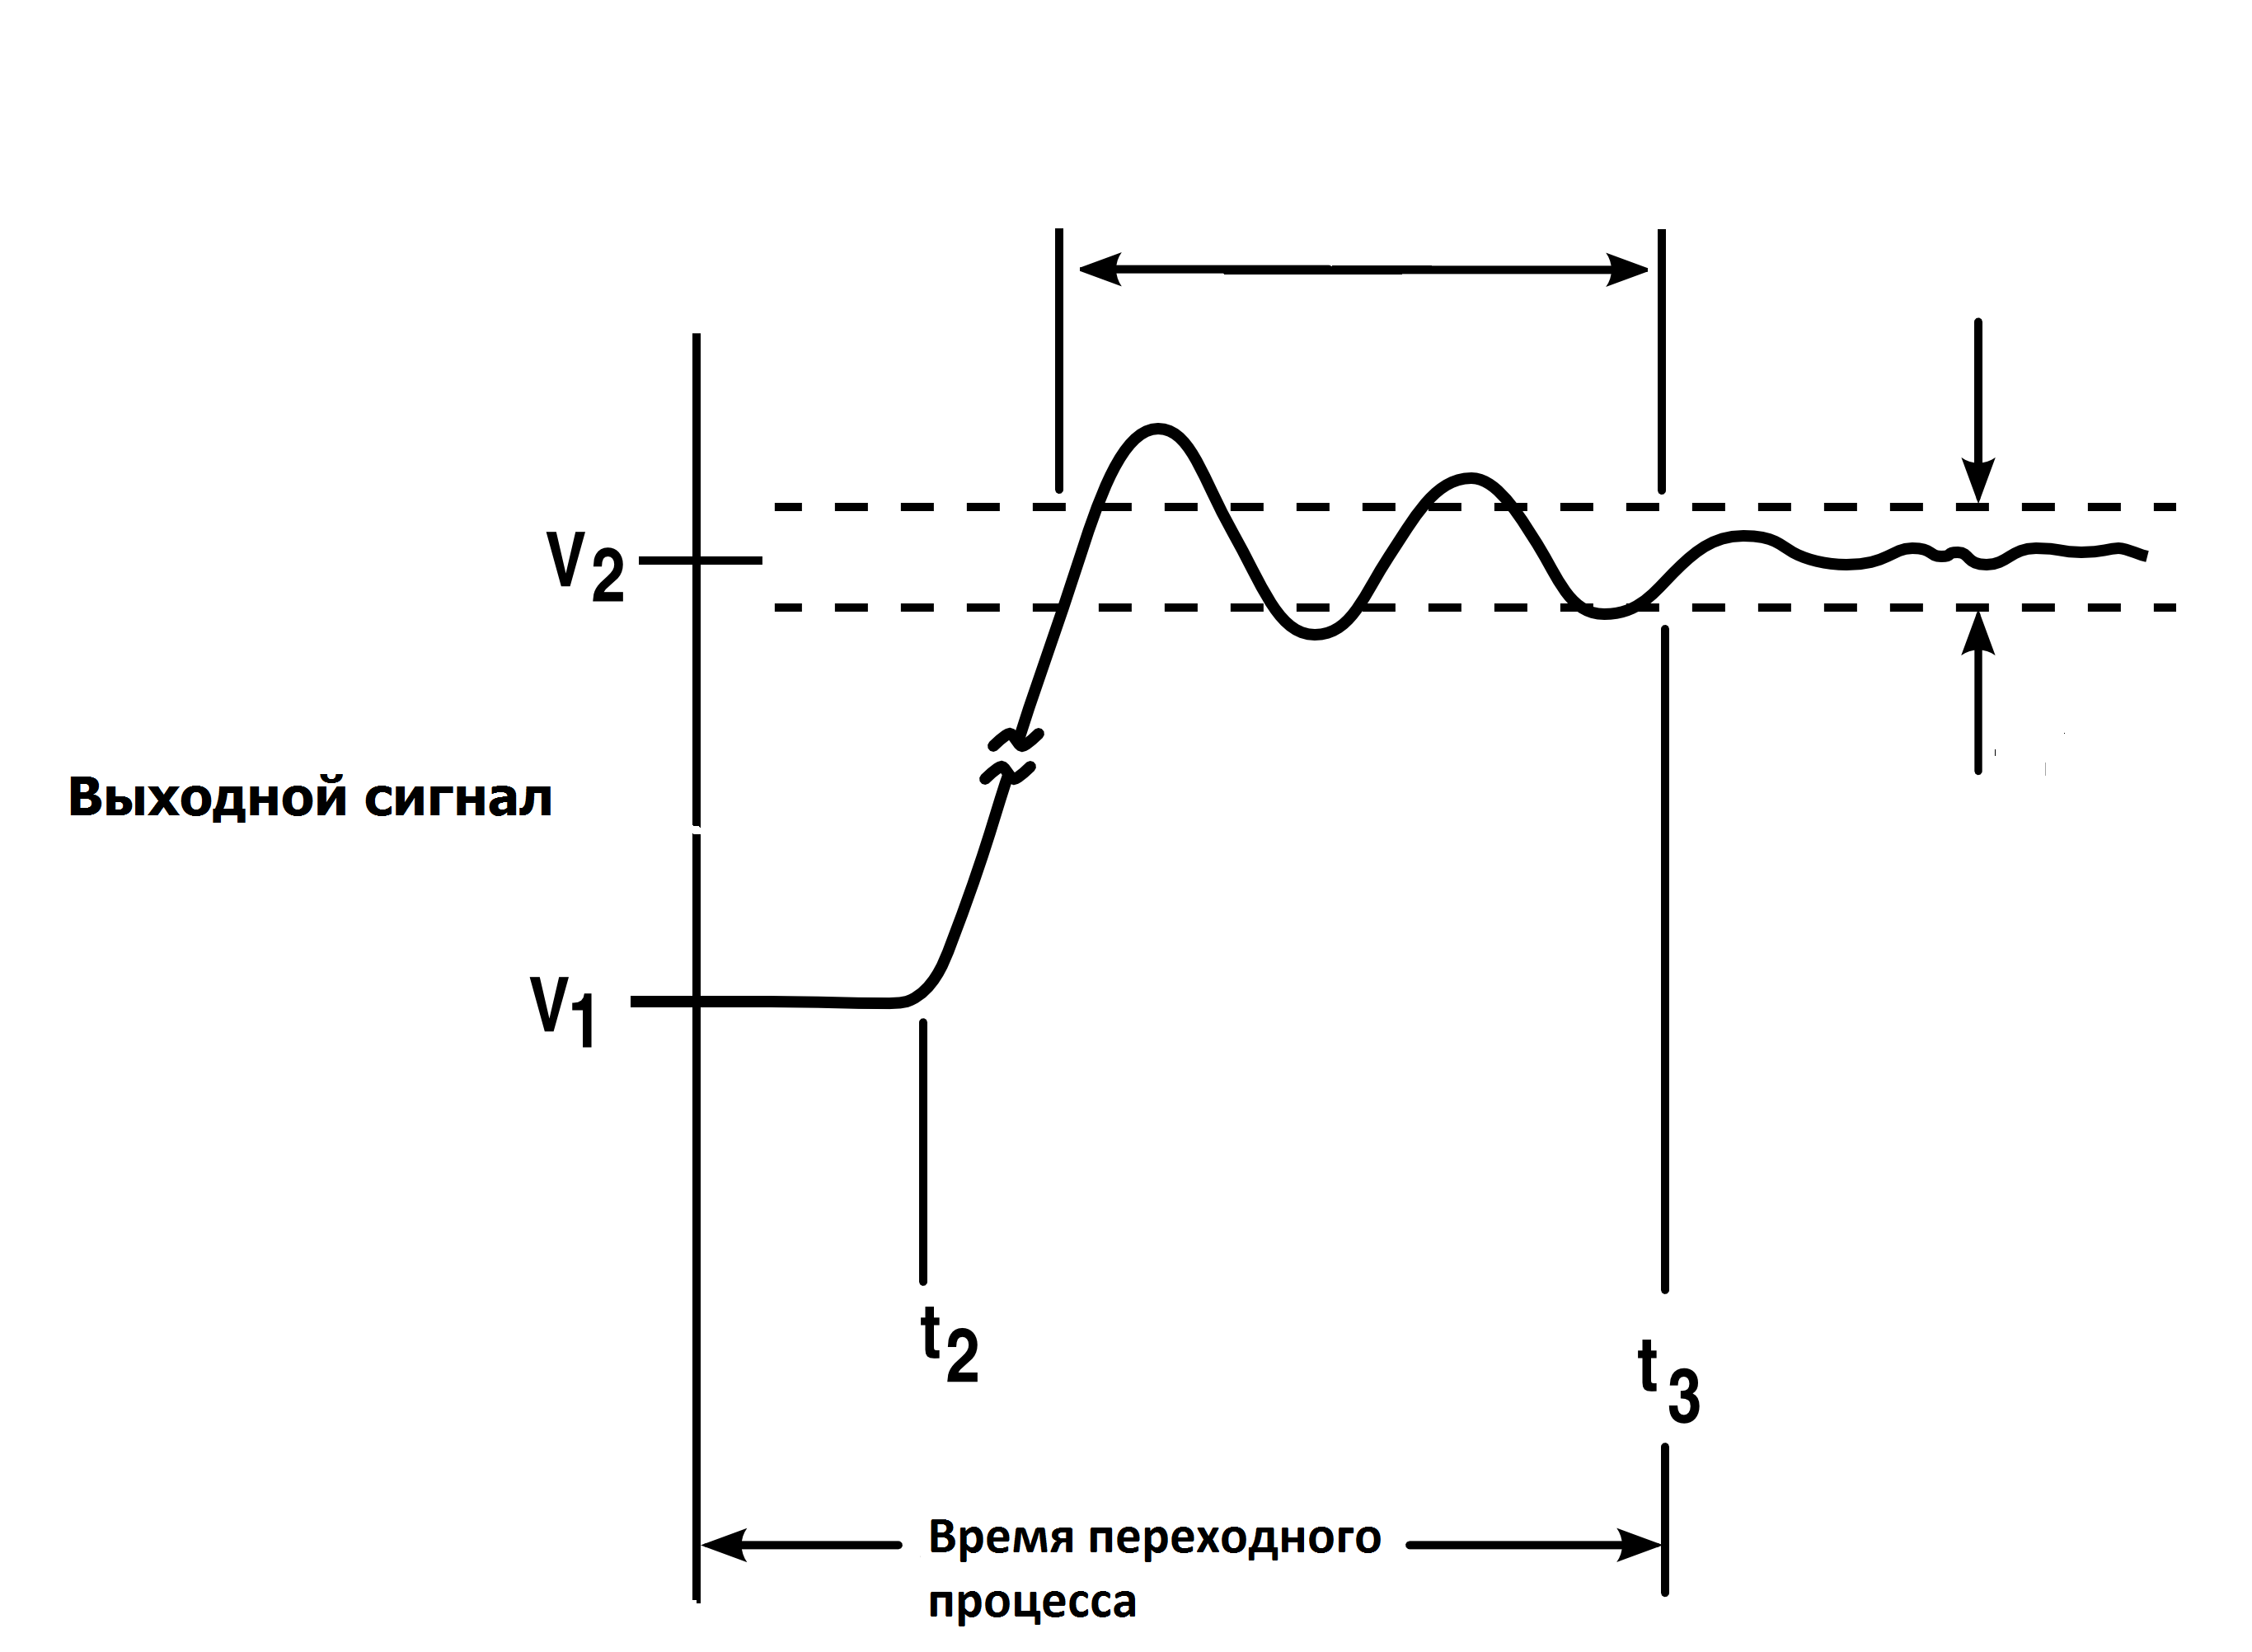 V2
Выходной сигнал
V1
t2
t3
Время переходного
процесса